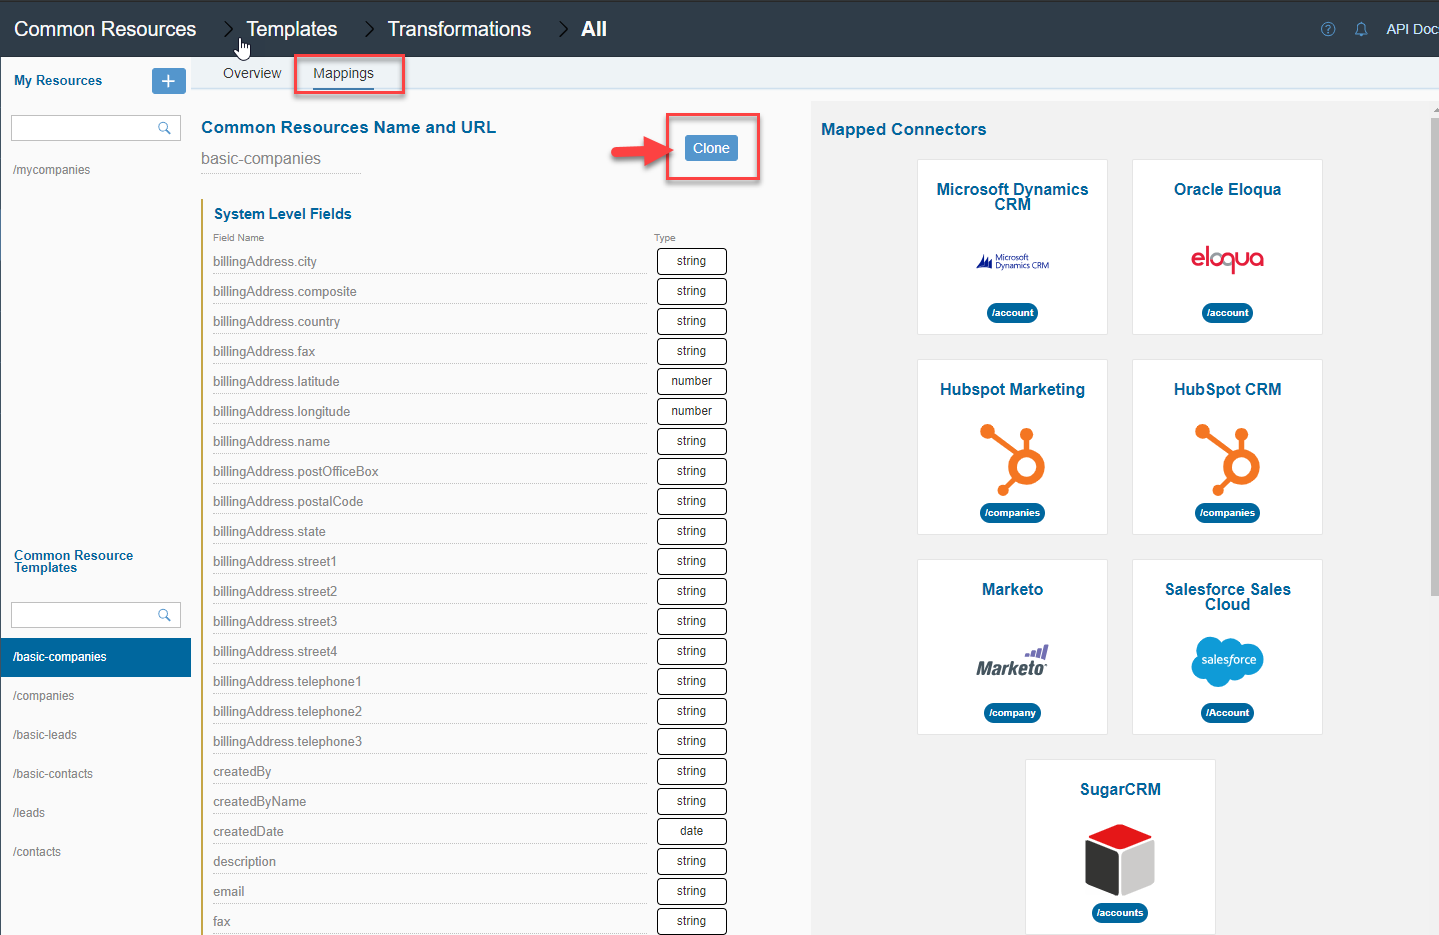 Common Resources > Templates > Transformations > All
API Doc
My Resources
+
/mycompanies
Common Resource
Templates
/basic-companies
/companies
/basic-leads
/basic-contacts
/leads
/contacts
Overview Mappings
Common Resources Name and URL
basic-companies
Clone
System Level Fields
Field Name Type
billingAddress.city string
billingAddress.composite string
billingAddress.country string
billingAddress.fax string
billingAddress.latitude number
billingAddress.longitude number
billingAddress.name string
billingAddress.postOfficeBox string
billingAddress.postalCode string
billingAddress.state string
billingAddress.street1 string
billingAddress.street2 string
billingAddress.street3 string
billingAddress.street4 string
billingAddress.telephone1 string
billingAddress.telephone2 string
billingAddress.telephone3 string
createdBy string
createdByName string
createdDate date
description string
email string
fax string
Mapped Connectors
Microsoft Dynamics
CRM
Microsoft
Dynamics CRM
/account
Oracle Eloqua
eloqua
/account
Hubspot Marketing
/companies
HubSpot CRM
/companies
Marketo
Marketo
/company
Salesforce Sales
Cloud
salesforce
/Account
SugarCRM
/accounts